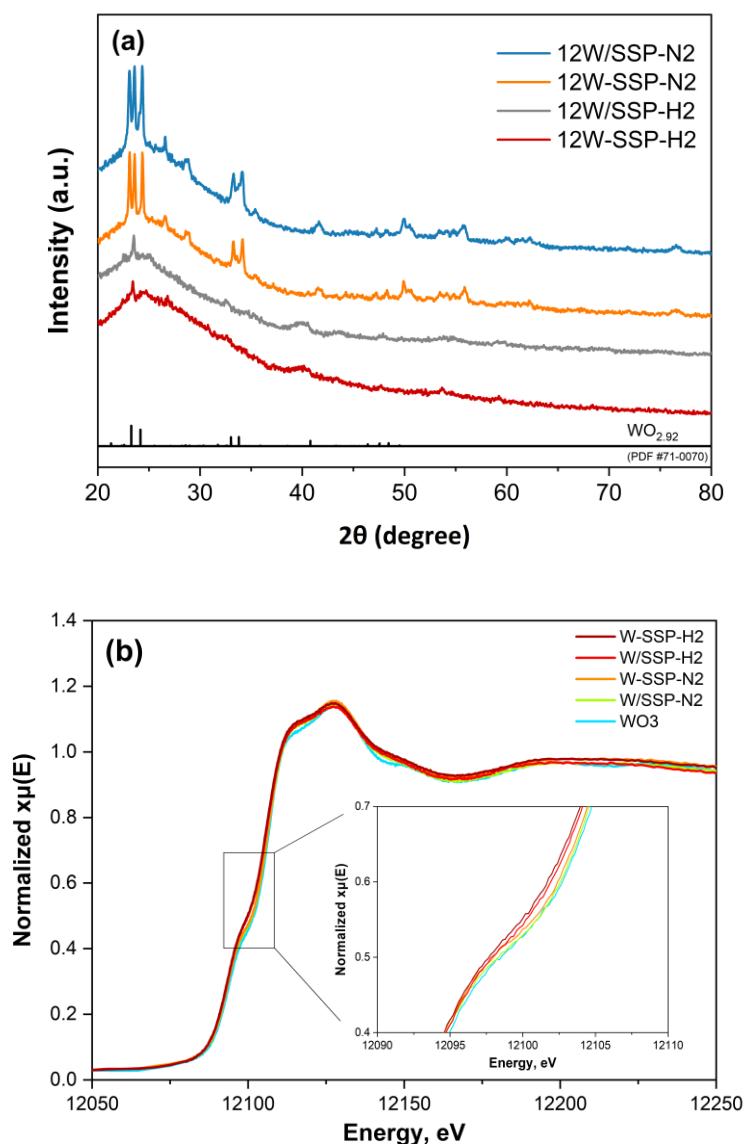 (a)
12W/SSP-N2
12W-SSP-N2
12W/SSP-H2
12W-SSP-H2
Intensity (a.u.)
WO2.92
(PDF #71-0070)
20 30 40 50 60 70 80
2θ (degree)
(b)
W-SSP-H2
W/SSP-H2
W-SSP-N2
W/SSP-N2
WO3
1.4
1.2
1.0
0.8
0.6
0.4
0.2
0.0
Normalized xμ(E)
0.7
0.6
0.5
0.4
Normalized xμ(E)
12090 12095 12100 12105 12110
Energy, eV
12050 12100 12150 12200 12250
Energy, eV